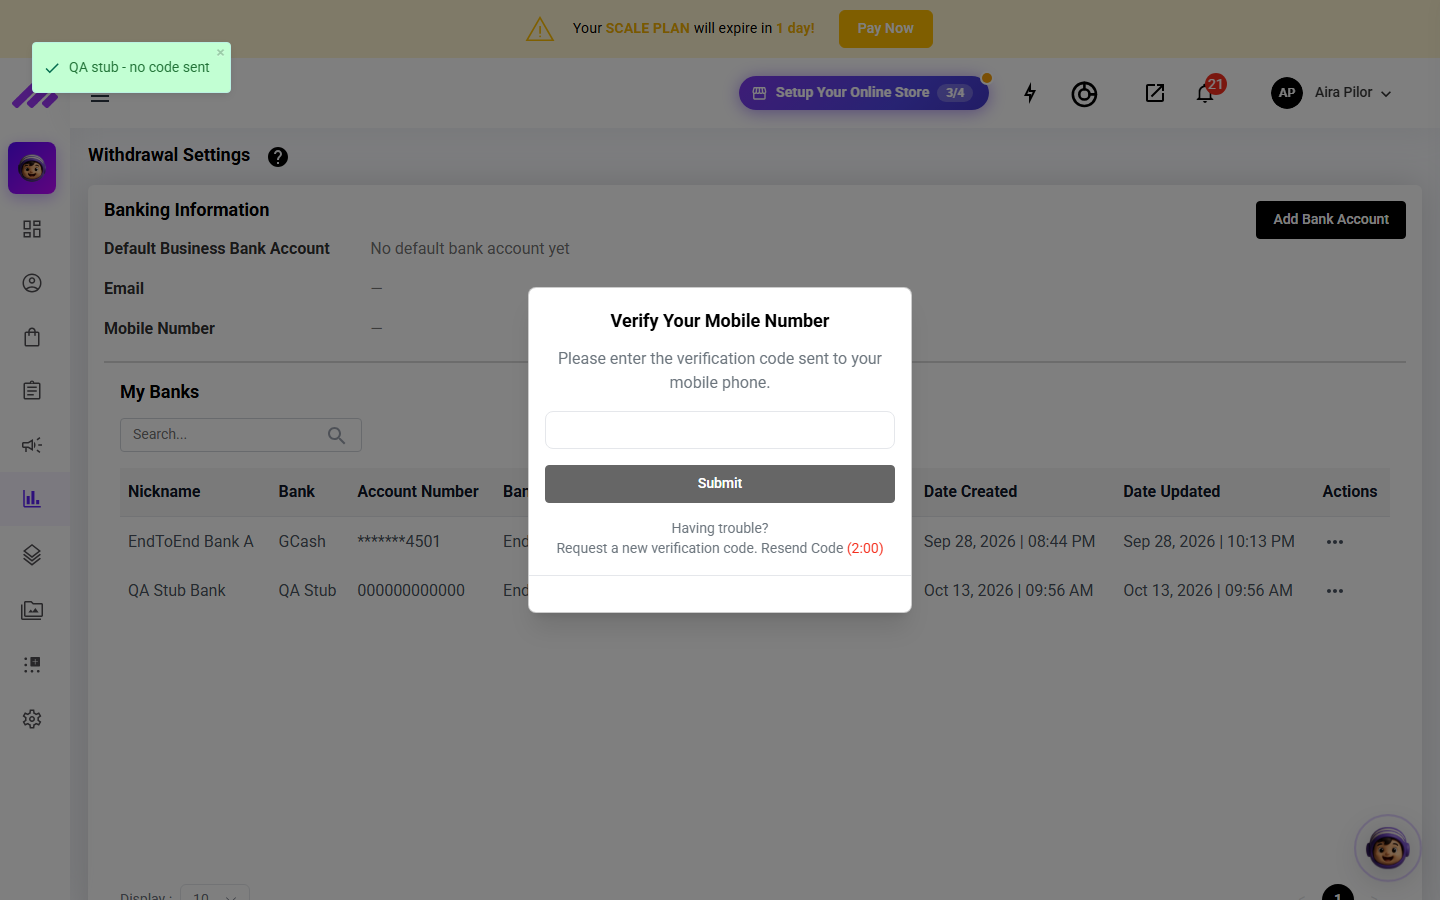 Your SCALE PLAN will expire in 1 day!
Pay Now
QA stub - no code sent
×
Setup Your Online Store 3/4
21
AP
Aira Pilor
Withdrawal Settings
?
Banking Information
Add Bank Account
Default Business Bank Account
No default bank account yet
Email
—
Mobile Number
—
Verify Your Mobile Number
Please enter the verification code sent to your
mobile phone.
Submit
Having trouble?
Request a new verification code. Resend Code (2:00)
My Banks
Search...
Nickname Bank Account Number Ban Date Created Date Updated Actions
EndToEnd Bank A GCash *******4501 End Sep 28, 2026 | 08:44 PM Sep 28, 2026 | 10:13 PM
QA Stub Bank QA Stub 000000000000 End Oct 13, 2026 | 09:56 AM Oct 13, 2026 | 09:56 AM
Display : 10
1